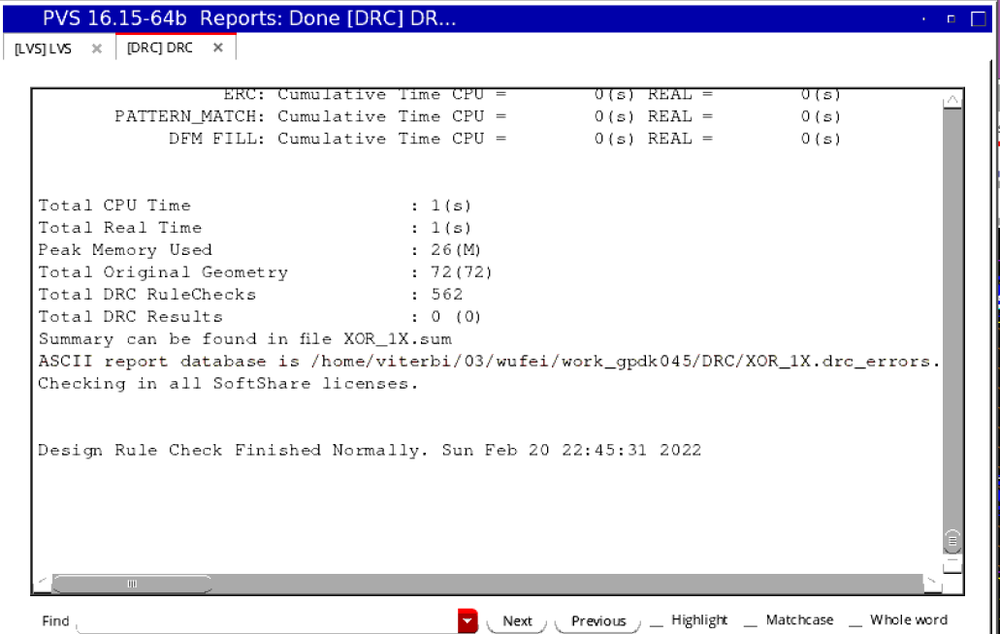 PVS 16.15-64b Reports: Done [DRC] DR...
[LVS] LVS × [DRC] DRC ×
ERC: Cumulative Time CPU = 0(s) REAL = 0(s)
PATTERN_MATCH: Cumulative Time CPU = 0(s) REAL = 0(s)
DFM FILL: Cumulative Time CPU = 0(s) REAL = 0(s)
Total CPU Time : 1(s)
Total Real Time : 1(s)
Peak Memory Used : 26(M)
Total Original Geometry : 72(72)
Total DRC RuleChecks : 562
Total DRC Results : 0 (0)
Summary can be found in file XOR_1X.sum
ASCII report database is /home/viterbi/03/wufei/work_gpdk045/DRC/XOR_1X.drc_errors.
Checking in all SoftShare licenses.
Design Rule Check Finished Normally. Sun Feb 20 22:45:31 2022
Find Next Previous Highlight Matchcase Whole word